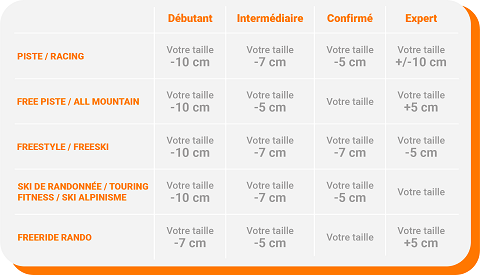 Débutant Intermédiaire Confirmé Expert
PISTE / RACING Votre taille -10 cm Votre taille -7 cm Votre taille -5 cm Votre taille +/-10 cm
FREE PISTE / ALL MOUNTAIN Votre taille -10 cm Votre taille -5 cm Votre taille Votre taille +5 cm
FREESTYLE / FREESKI Votre taille -10 cm Votre taille -7 cm Votre taille -7 cm Votre taille -5 cm
SKI DE RANDONNÉE / TOURING FITNESS / SKI ALPINISME Votre taille -10 cm Votre taille -7 cm Votre taille -5 cm Votre taille
FREERIDE RANDO Votre taille -7 cm Votre taille -5 cm Votre taille Votre taille +5 cm